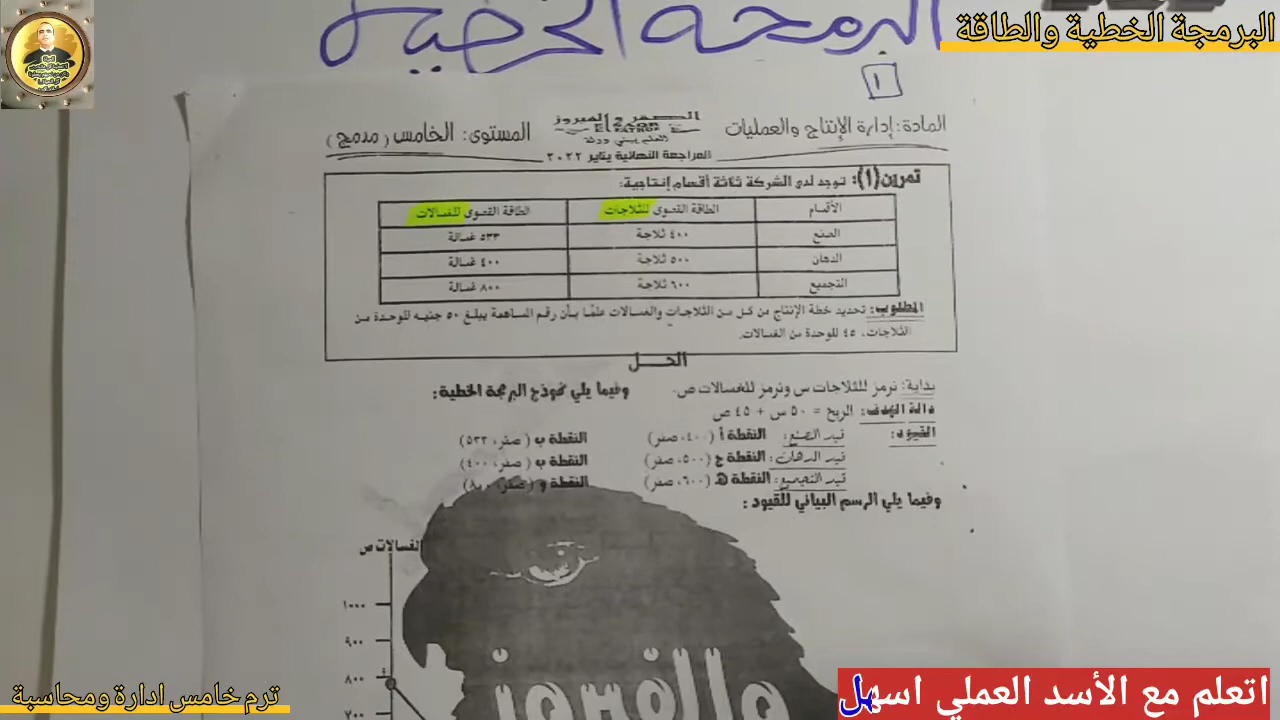 البرمجة الخطية
البرمجة الخطية والطاقة
١
المادة: إدارة الإنتاج والعمليات
المستوى: الخامس (مدمج)
المراجعة النهائية يناير ٢٠٢٢
تمرين(١): توجد لدى الشركة ثلاثة أقسام إنتاجية:
الأقسام الطاقة القصوى للثلاجات الطاقة القصوى للغسالات
الصنع ٤٠٠ ثلاجة ٥٣٣ غسالة
الدهان ٥٠٠ ثلاجة ٤٠٠ غسالة
التجميع ٦٠٠ ثلاجة ٨٠٠ غسالة
المطلوب: تحديد خطة الإنتاج من كل من الثلاجات والغسالات علمًا بأن رقم المساهمة يبلغ ٥٠ جنيه للوحدة من
الثلاجات، ٤٥ للوحدة من الغسالات.
الحل
بداية: نرمز للثلاجات س ونرمز للغسالات ص. وفيما يلي نموذج البرمجة الخطية:
دالة الهدف: الربح = ٥٠ س + ٤٥ ص
القيود: قيد الصنع: النقطة أ (٤٠٠، صفر) النقطة ب (صفر، ٥٣٣)
قيد الدهان: النقطة ج (٥٠٠، صفر) النقطة ب (صفر، ٤٠٠)
قيد التجميع: النقطة هـ (٦٠٠، صفر) النقطة و (صفر، ٨٠٠)
وفيما يلي الرسم البياني للقيود:
الغسالات ص
١٠٠٠
٩٠٠
٨٠٠
٧٠٠
والفيروز
ترم خامس ادارة ومحاسبة
اتعلم مع الأسد العملي اسهل